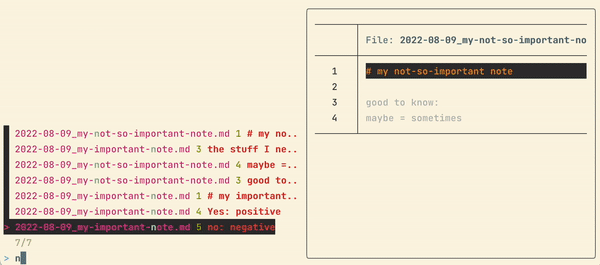 2022-08-09_my-not-so-important-note.md 1 # my no..
2022-08-09_my-important-note.md 3 the stuff I ne..
2022-08-09_my-not-so-important-note.md 4 maybe =..
2022-08-09_my-not-so-important-note.md 3 good to..
2022-08-09_my-important-note.md 1 # my important..
2022-08-09_my-important-note.md 4 Yes: positive
> 2022-08-09_my-important-note.md 5 no: negative
7/7
> n
File: 2022-08-09_my-not-so-important-no
1 # my not-so-important note
2
3 good to know:
4 maybe = sometimes